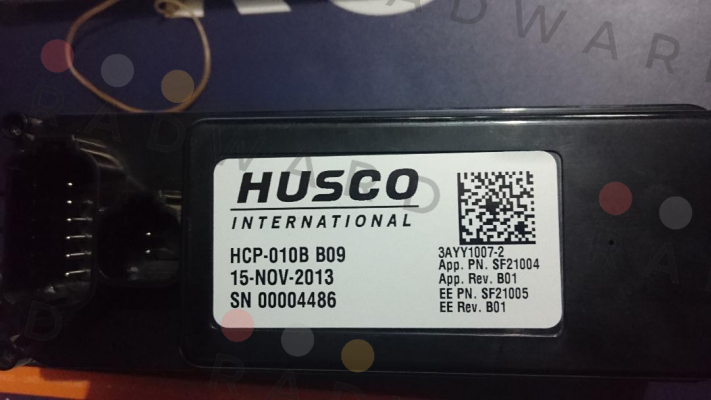 HUSCO
INTERNATIONAL
HCP-010B B09
15-NOV-2013
SN 00004486
3AYY1007-2
App. PN. SF21004
App. Rev. B01
EE PN. SF21005
EE Rev. B01
RADWARD